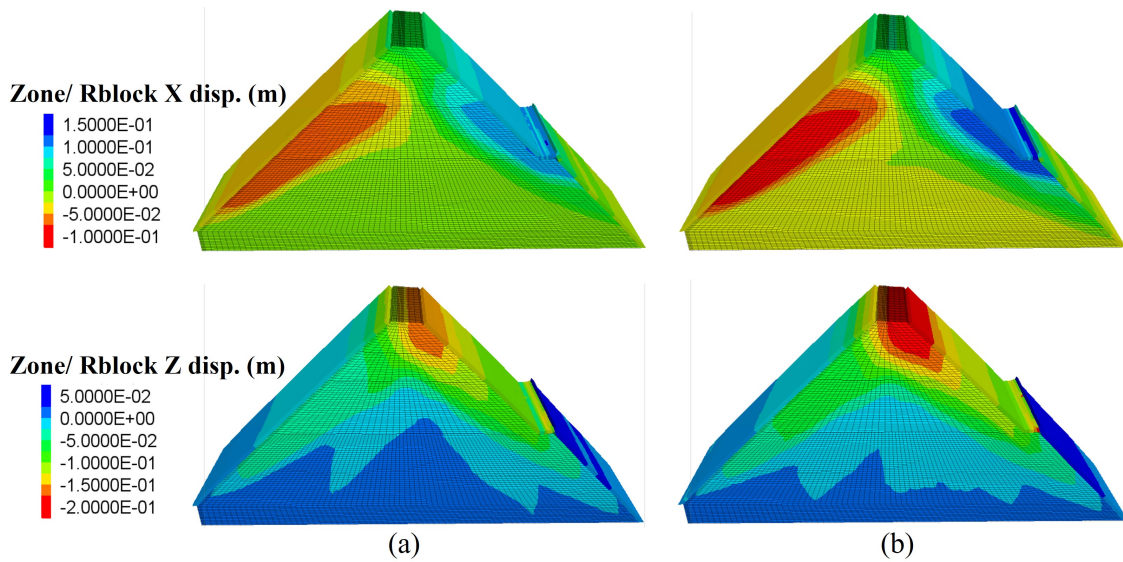 Zone/ Rblock X disp. (m)
1.5000E-01
1.0000E-01
5.0000E-02
0.0000E+00
-5.0000E-02
-1.0000E-01
Zone/ Rblock Z disp. (m)
5.0000E-02
0.0000E+00
-5.0000E-02
-1.0000E-01
-1.5000E-01
-2.0000E-01
(a)
(b)